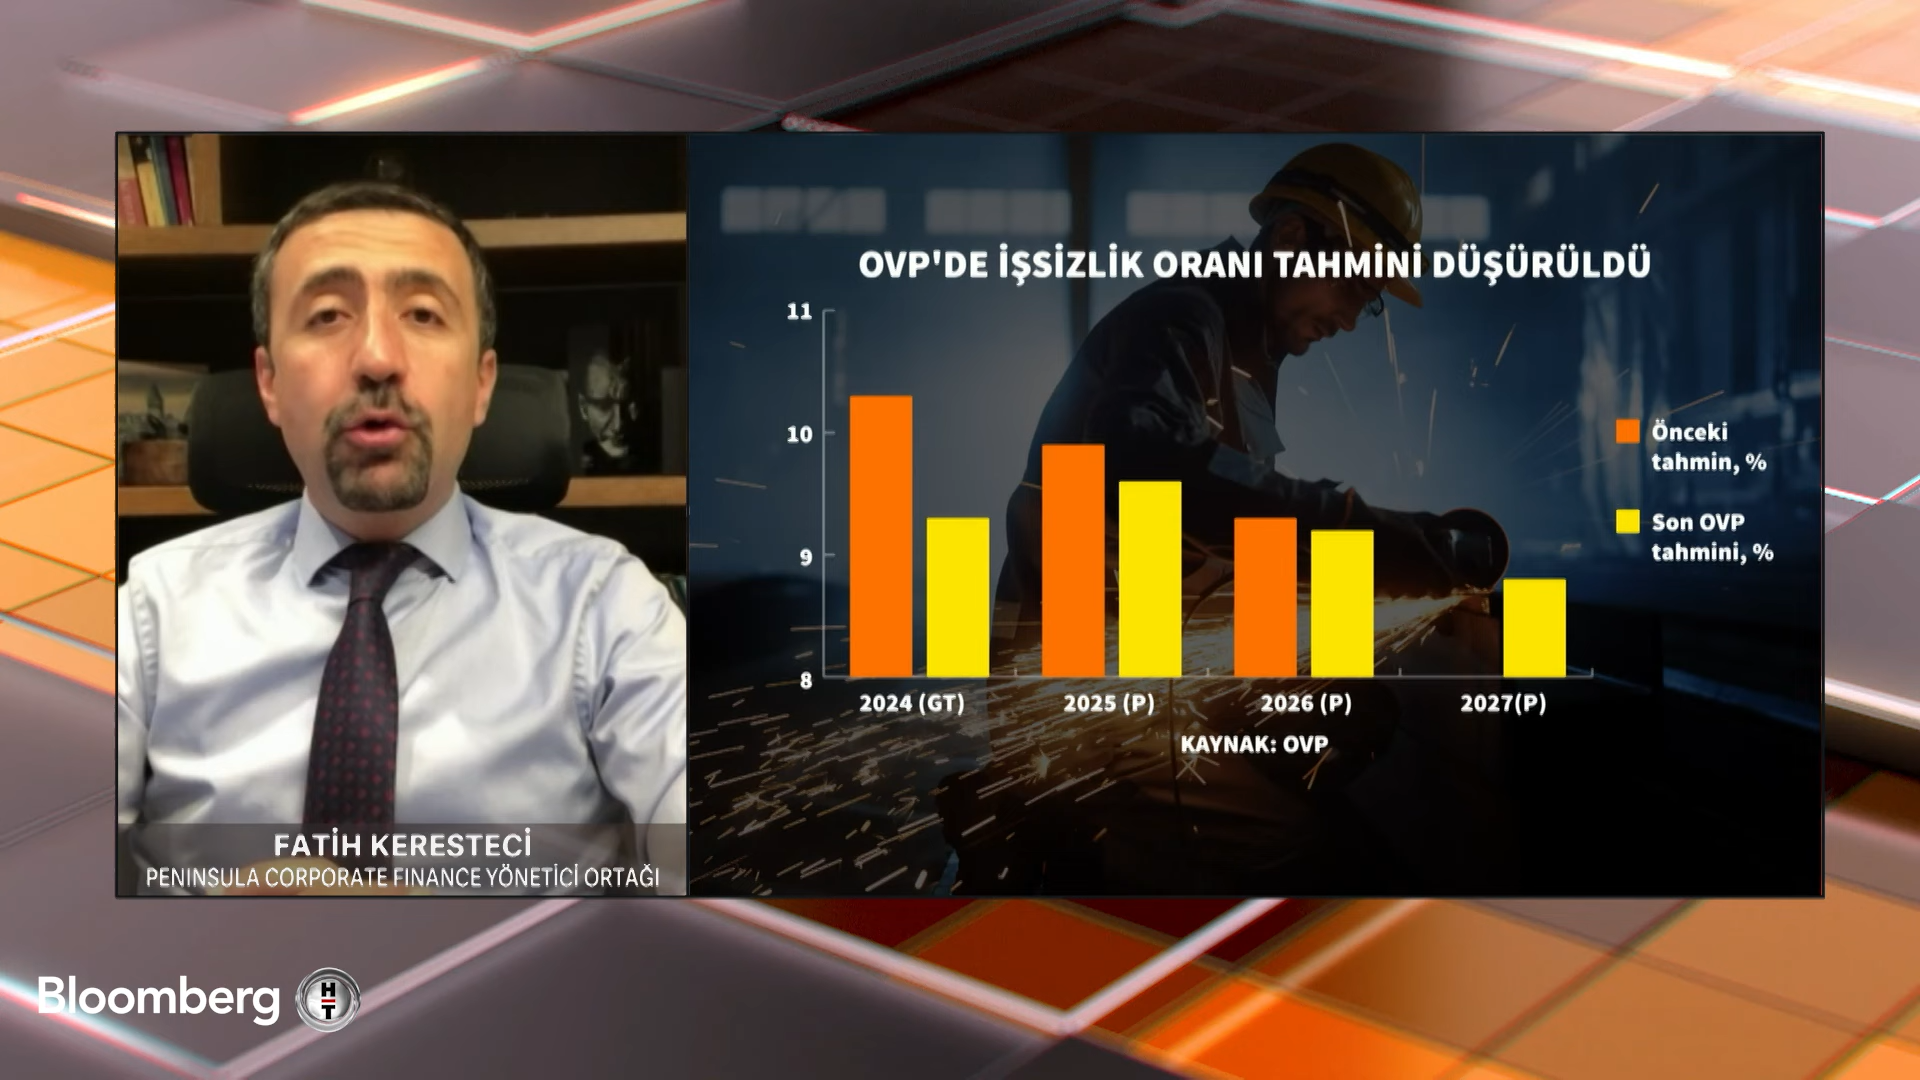 OVP'DE İŞSİZLİK ORANI TAHMİNİ DÜŞÜRÜLDÜ
11
10
9
8
Önceki
tahmin, %
Son OVP
tahmini, %
2024 (GT)
2025 (P)
2026 (P)
2027(P)
KAYNAK: OVP
FATİH KERESTECİ
PENINSULA CORPORATE FINANCE YÖNETİCİ ORTAĞI
Bloomberg HT